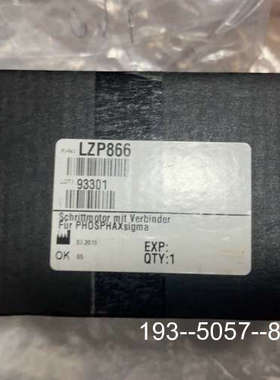 LZP866
93301
Schrittmotor mit Verbinder
Für PHOSPHAXsigma
EXP:
OK
QTY:1
193--5057--8